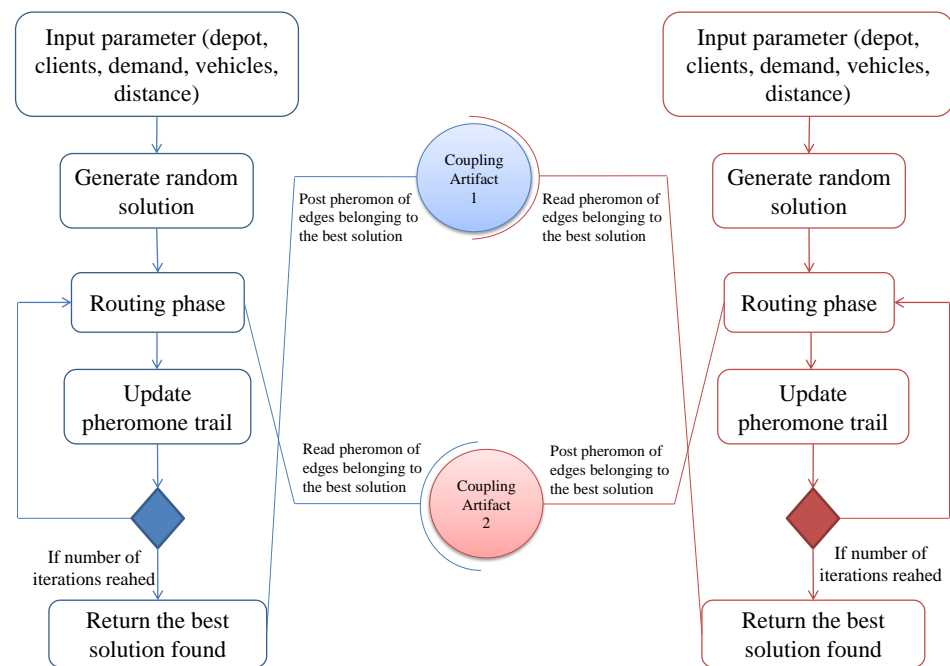 Input parameter (depot,
clients, demand, vehicles,
distance)
Generate random
solution
Routing phase
Update
pheromone trail
If number of
iterations reahed
Return the best
solution found
Post pheromon of
edges belonging to
the best solution
Coupling
Artifact
1
Read pheromon of
edges belonging to
the best solution
Read pheromon of
edges belonging to
the best solution
Coupling
Artifact
2
Post pheromon of
edges belonging to
the best solution
Input parameter (depot,
clients, demand, vehicles,
distance)
Generate random
solution
Routing phase
Update
pheromone trail
If number of
iterations reahed
Return the best
solution found